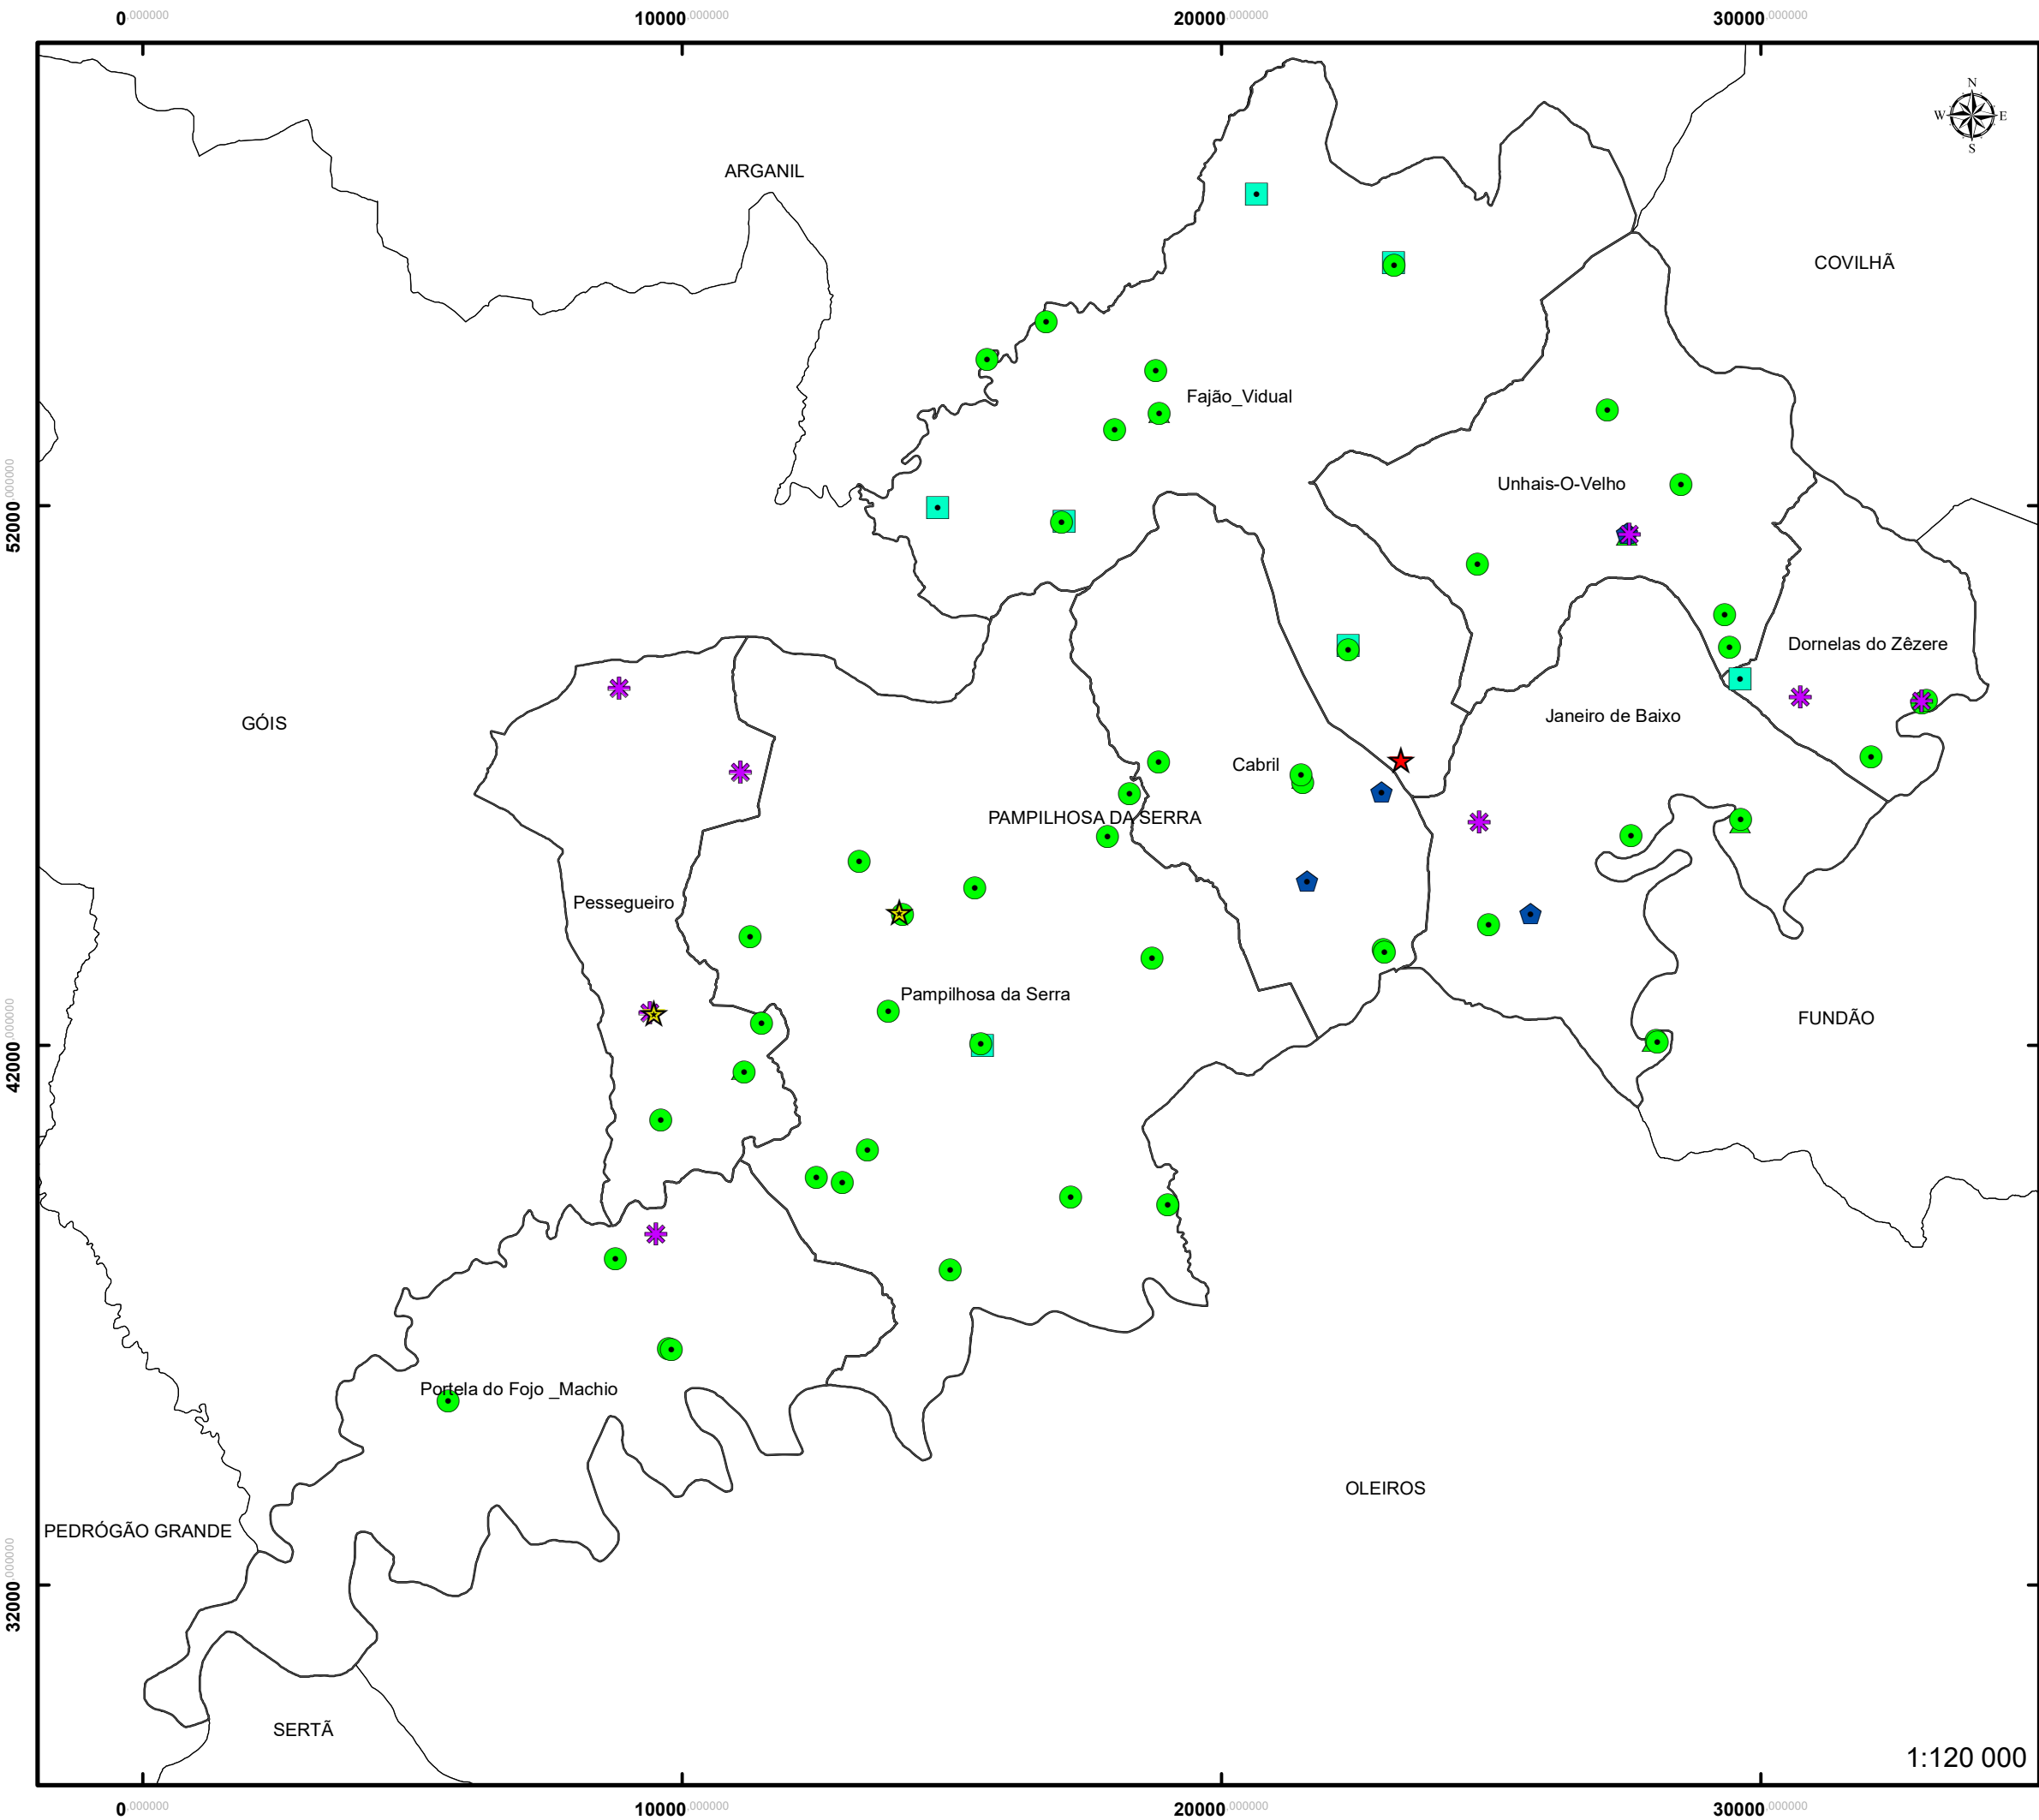 0,000000 10000,000000 20000,000000 30000,000000
N
W E
S
ARGANIL
COVILHÃ
Fajão_Vidual
52000,000000
Unhais-O-Velho
Dornelas do Zêzere
GÓIS
Janeiro de Baixo
Cabril
PAMPILHOSA DA SERRA
Pessegueiro
Pampilhosa da Serra
FUNDÃO
42000,000000
Portela do Fojo _Machio
OLEIROS
PEDRÓGÃO GRANDE
32000,000000
SERTÃ
1:120 000
0,000000 10000,000000 20000,000000 30000,000000